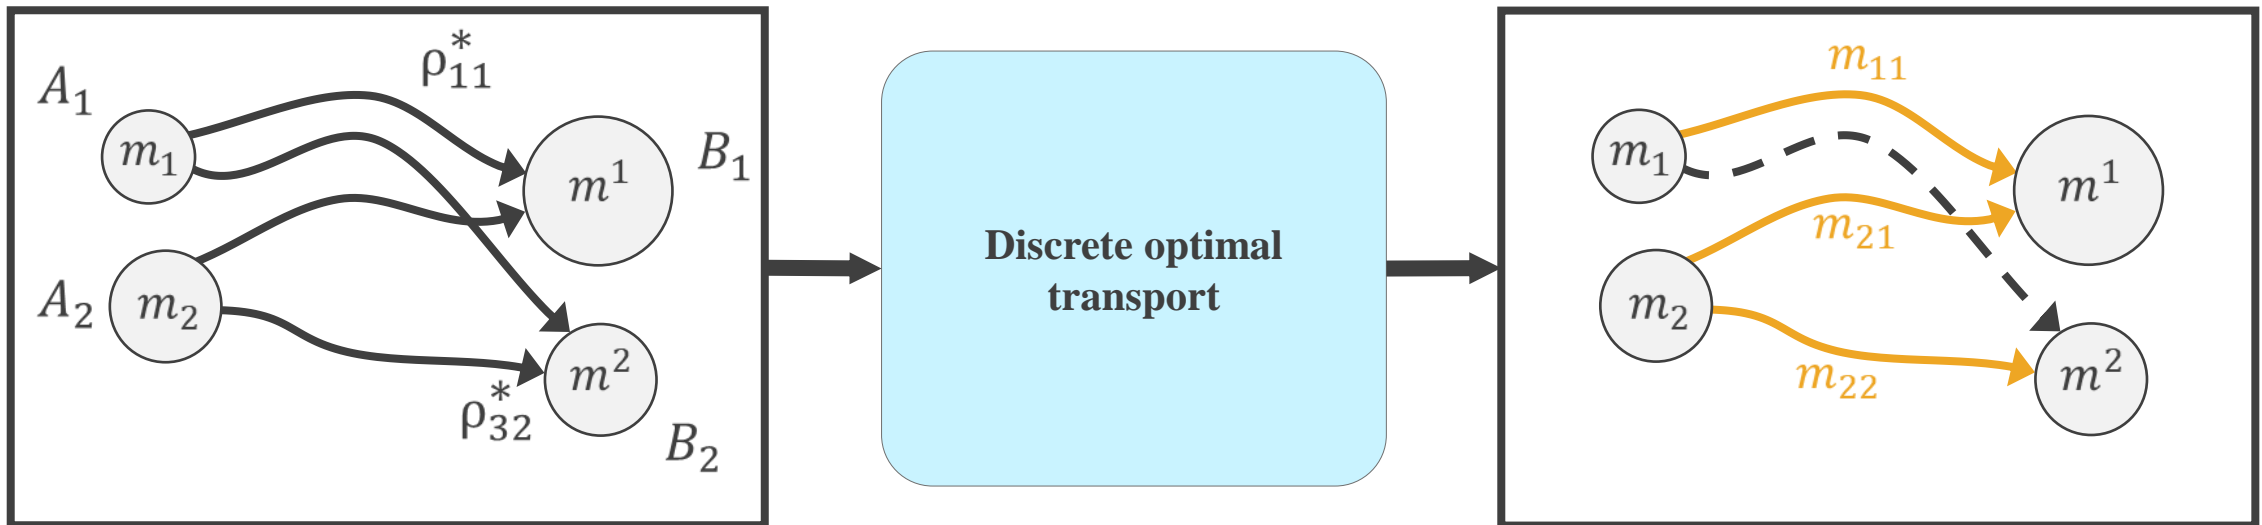 ρ*₁₁
A₁
m₁
m¹
B₁
A₂
m₂
m²
ρ*₃₂
B₂
Discrete optimal
transport
m₁₁
m₁
m¹
m₂₁
m₂
m₂₂
m²